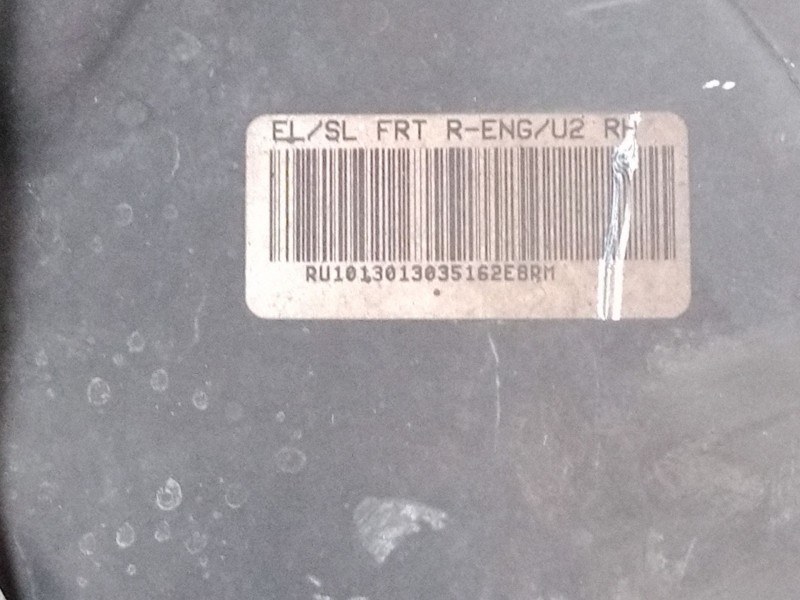 EL/SL FRT R-ENG/U2 RH
RU1013013035162E8RM